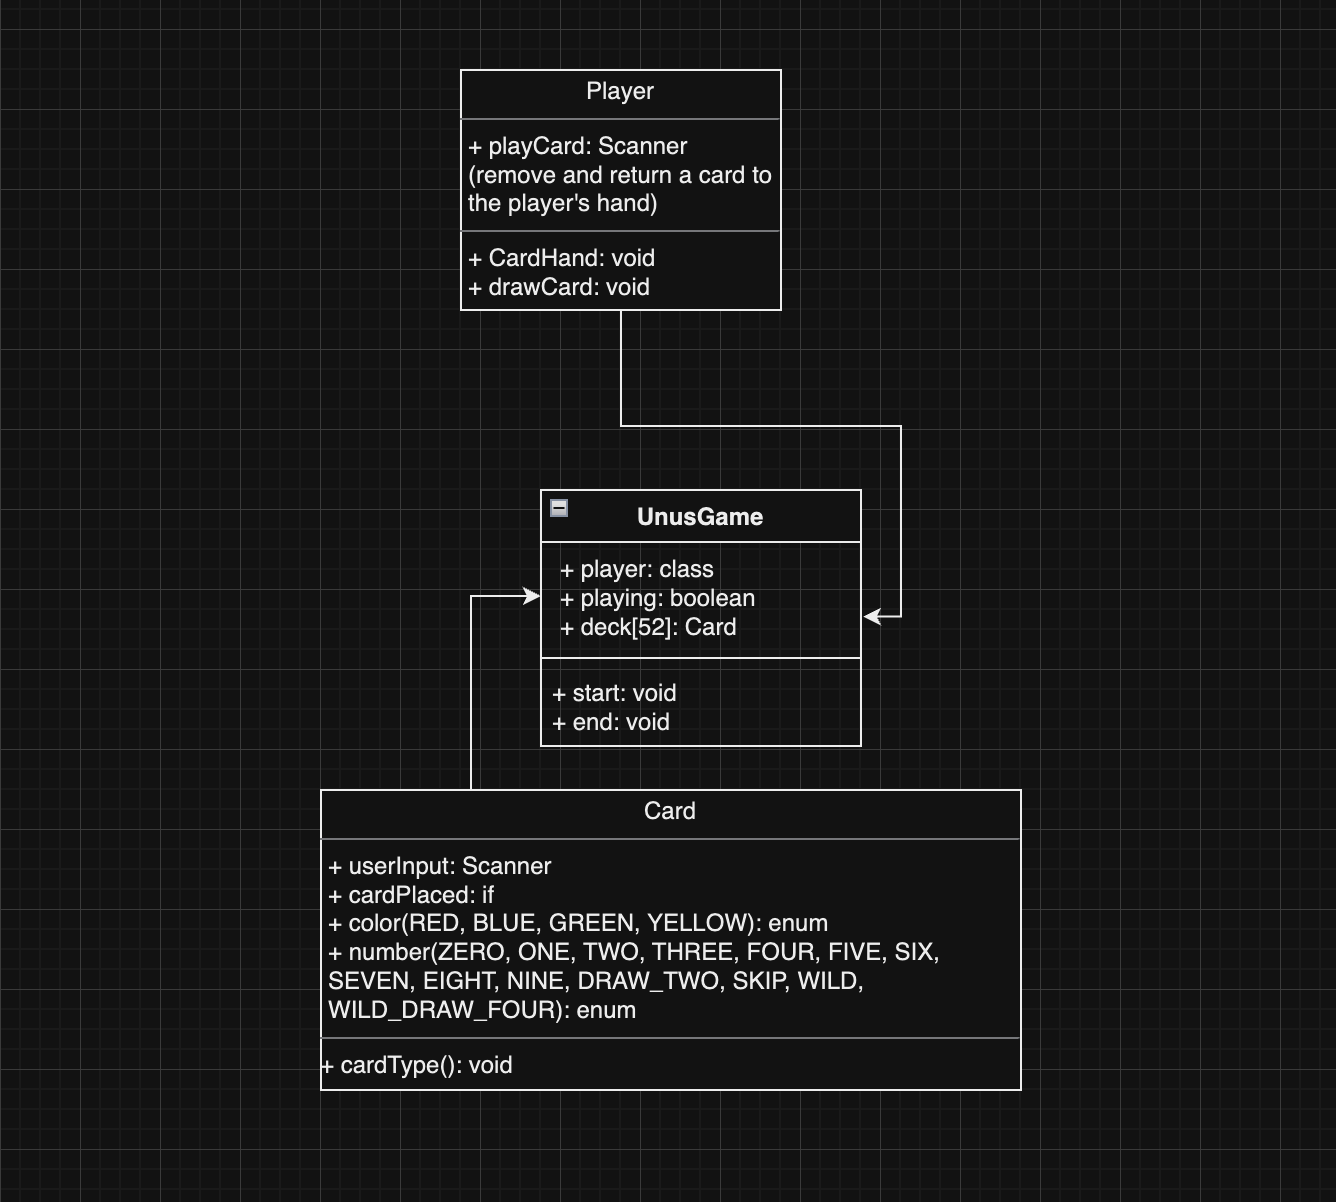 Player
+ playCard: Scanner
(remove and return a card to
the player's hand)
+ CardHand: void
+ drawCard: void
UnusGame
+ player: class
+ playing: boolean
+ deck[52]: Card
+ start: void
+ end: void
Card
+ userInput: Scanner
+ cardPlaced: if
+ color(RED, BLUE, GREEN, YELLOW): enum
+ number(ZERO, ONE, TWO, THREE, FOUR, FIVE, SIX,
SEVEN, EIGHT, NINE, DRAW_TWO, SKIP, WILD,
WILD_DRAW_FOUR): enum
+ cardType(): void